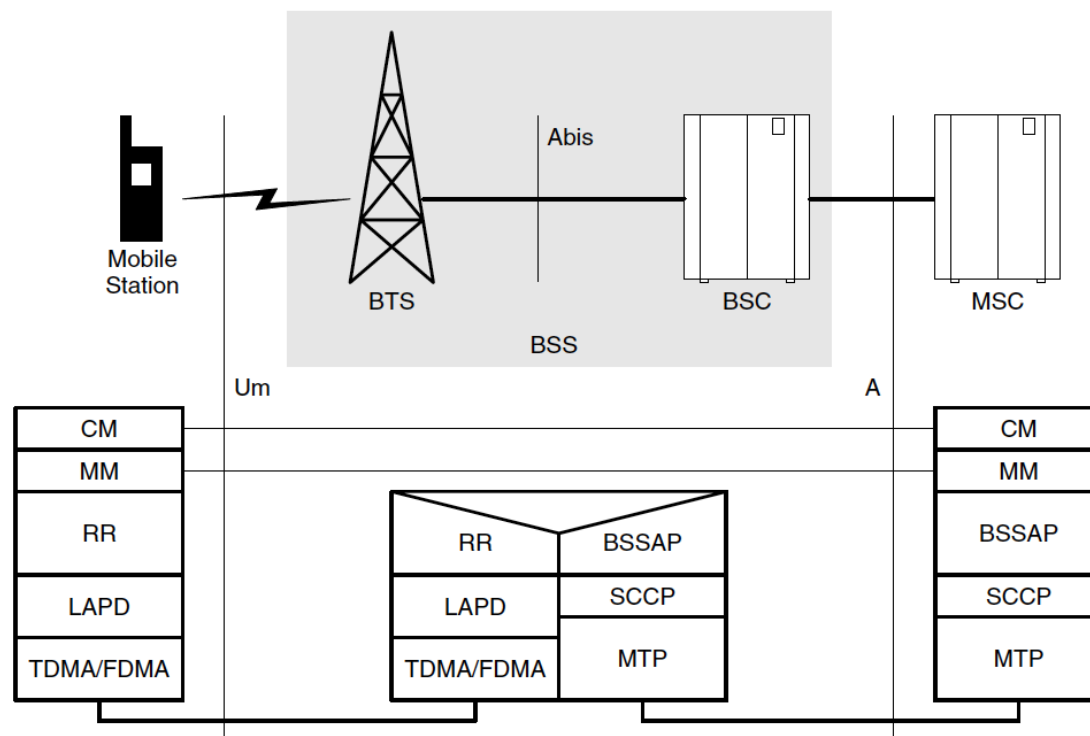 Abis
Mobile
Station
BTS
BSC
MSC
BSS
Um
A
CM
CM
MM
MM
RR
RR
BSSAP
BSSAP
LAPD
LAPD
SCCP
SCCP
TDMA/FDMA
TDMA/FDMA
MTP
MTP